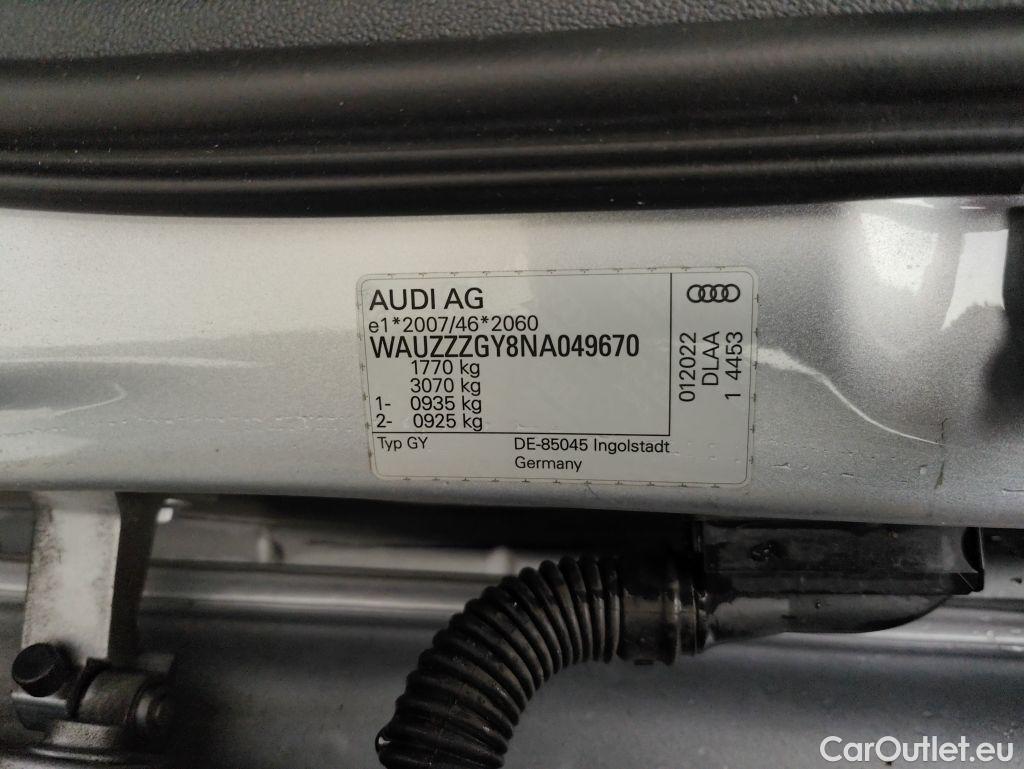 AUDI AG
e1*2007/46*2060
WAUZZZGY8NA049670
1770 kg
3070 kg
1- 0935 kg
2- 0925 kg
Typ GY DE-85045 Ingolstadt
Germany
012022
DLAA
1 4453
CarOutlet.eu